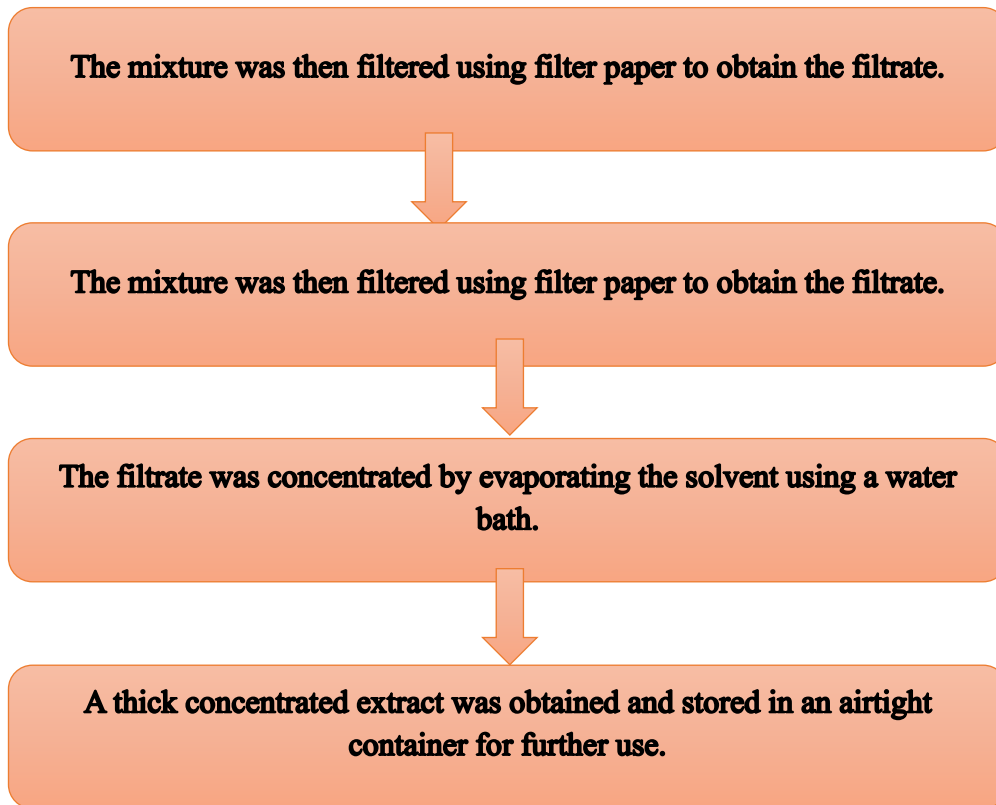 The mixture was then filtered using filter paper to obtain the filtrate.
The mixture was then filtered using filter paper to obtain the filtrate.
The filtrate was concentrated by evaporating the solvent using a water
bath.
A thick concentrated extract was obtained and stored in an airtight
container for further use.